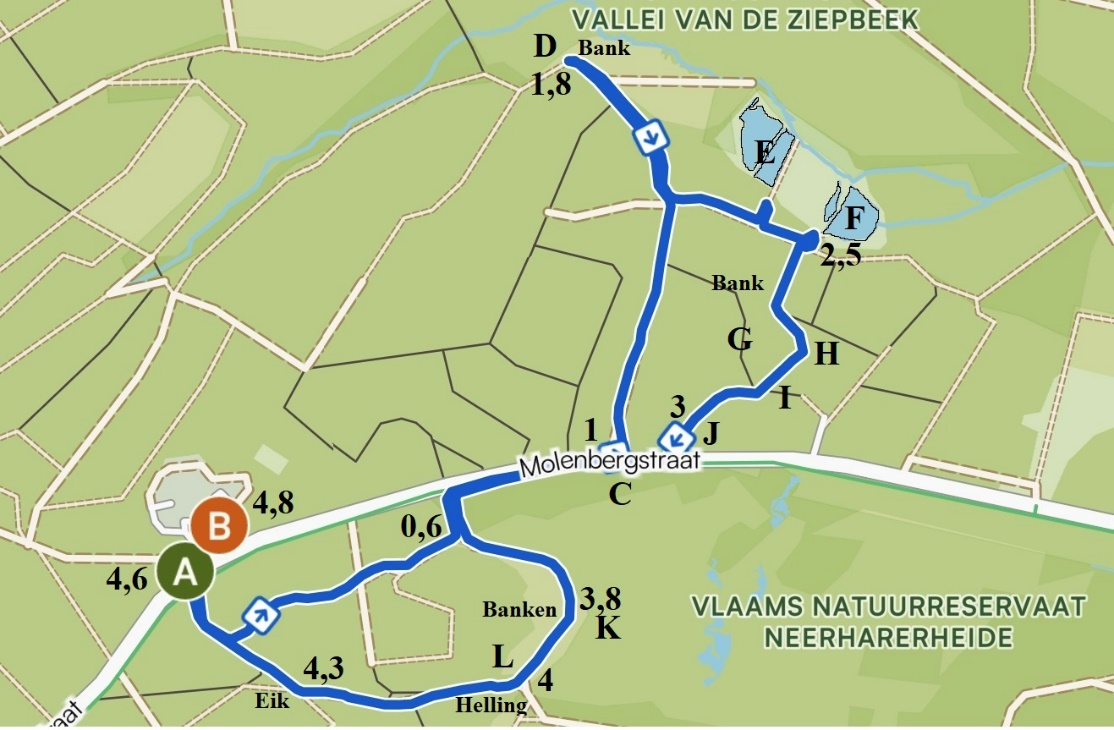 VALLEI VAN DE ZIEPBEEK
D Bank
1,8
E
F
2,5
Bank
G
H
I
3
J
1
Molenbergstraat
C
4,8
B
0,6
4,6
A
3,8
Banken
K
VLAAMS NATUURRESERVAAT
NEERHARERHEIDE
L
4,3
4
Eik
Helling
aat